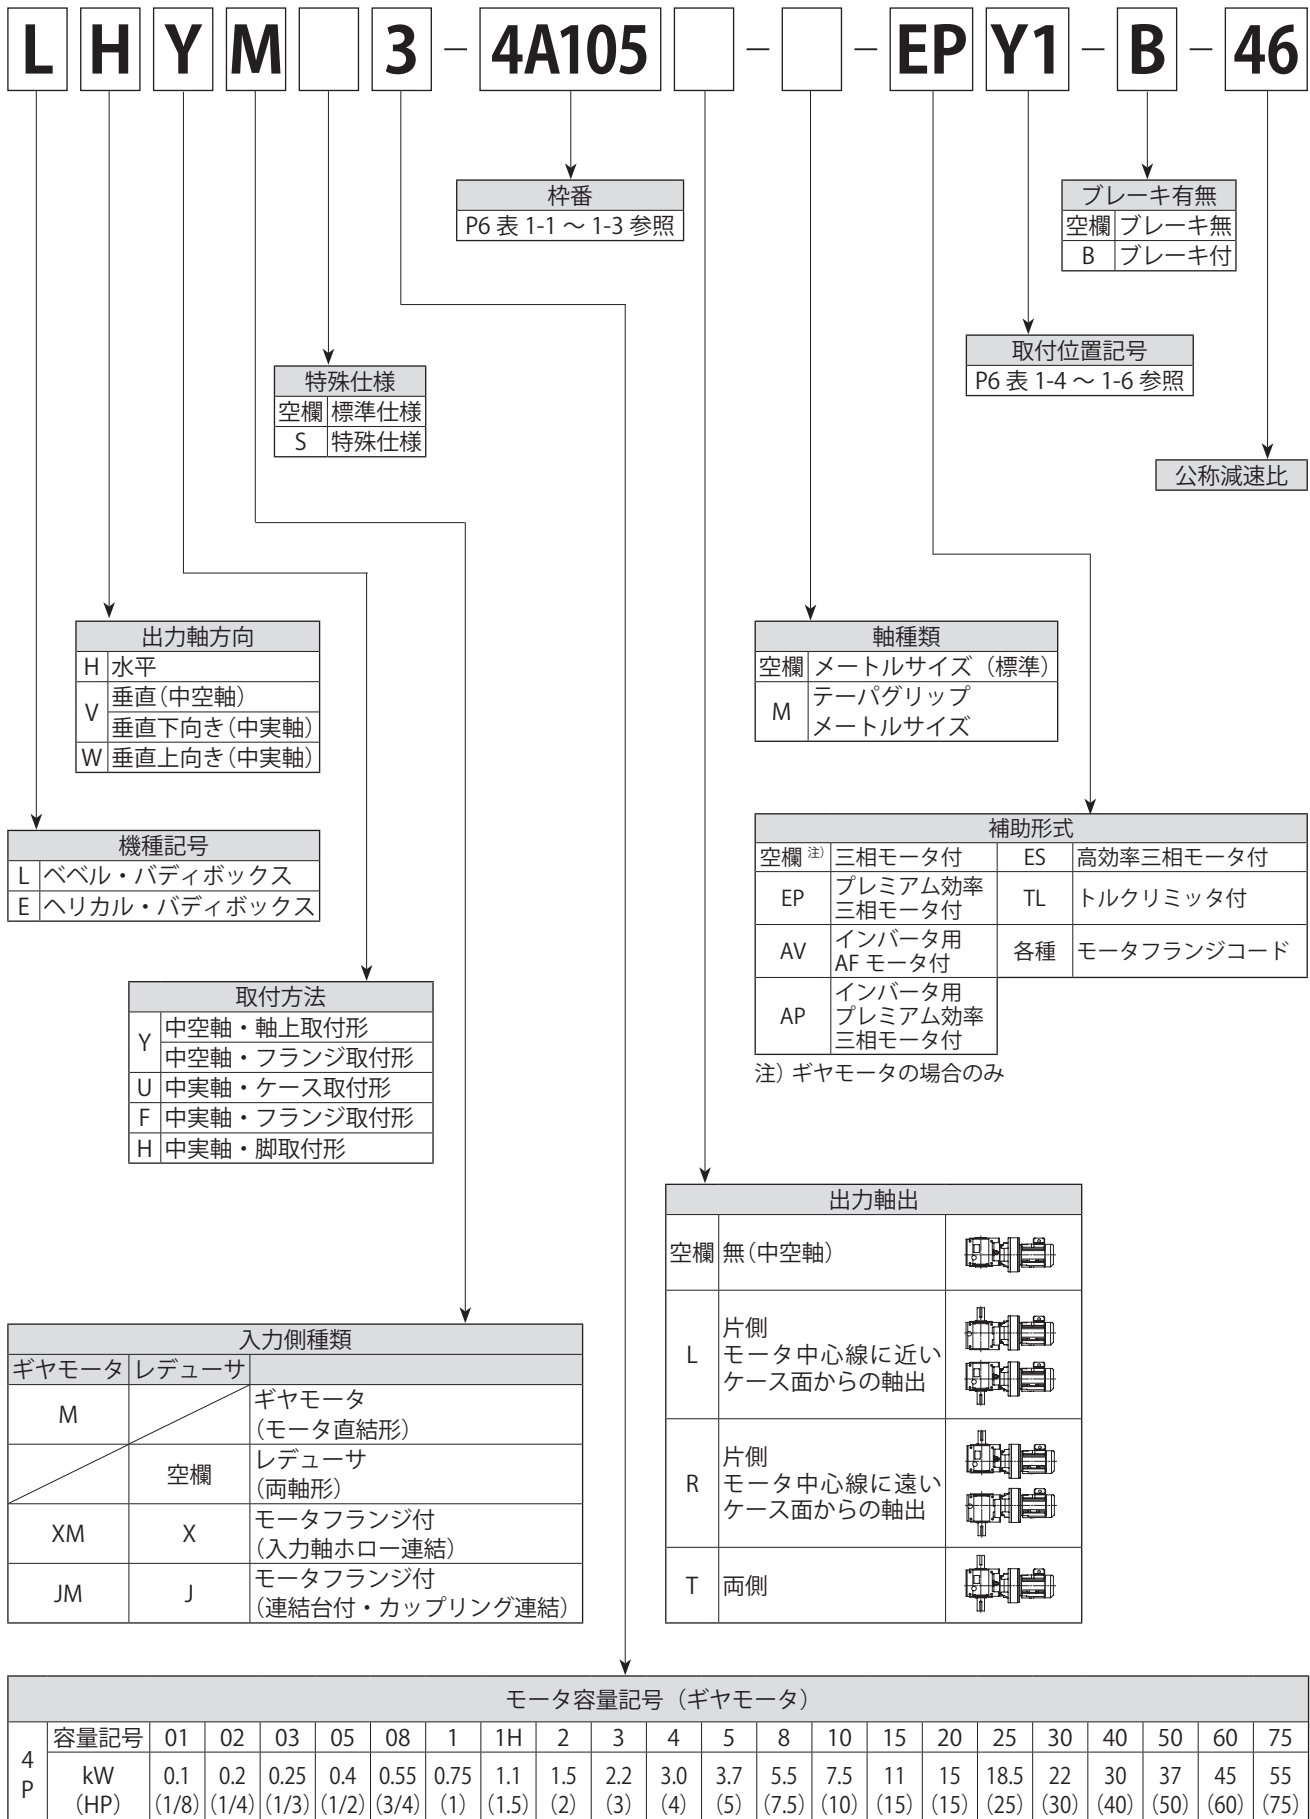 L H Y M 3 - 4A105 - - EP Y1 - B - 46
枠番
P6 表 1-1 ～ 1-3 参照
ブレーキ有無
空欄 ブレーキ無
B ブレーキ付
取付位置記号
P6 表 1-4 ～ 1-6 参照
特殊仕様
空欄 標準仕様
S 特殊仕様
公称減速比
出力軸方向
H 水平
V 垂直（中空軸）
垂直下向き（中実軸）
W 垂直上向き（中実軸）
軸種類
空欄 メートルサイズ（標準）
M テーパグリップ
メートルサイズ
機種記号
L ベベル・バディボックス
E ヘリカル・バディボックス
補助形式
空欄 注） 三相モータ付 ES 高効率三相モータ付
EP プレミアム効率
三相モータ付
TL トルクリミッタ付
AV インバータ用
AF モータ付
各種 モータフランジコード
AP インバータ用
プレミアム効率
三相モータ付
注）ギヤモータの場合のみ
取付方法
Y 中空軸・軸上取付形
中空軸・フランジ取付形
U 中実軸・ケース取付形
F 中実軸・フランジ取付形
H 中実軸・脚取付形
出力軸出
空欄 無（中空軸）
L 片側
モータ中心線に近い
ケース面からの軸出
R 片側
モータ中心線に遠い
ケース面からの軸出
T 両側
入力側種類
ギヤモータ レデューサ
M ギヤモータ
（モータ直結形）
空欄 レデューサ
（両軸形）
XM X モータフランジ付
（入力軸ホロー連結）
JM J モータフランジ付
（連結台付・カップリング連結）
モータ容量記号（ギヤモータ）
4
P
容量記号 01 02 03 05 08 1 1H 2 3 4 5 8 10 15 20 25 30 40 50 60 75
kW 0.1 0.2 0.25 0.4 0.55 0.75 1.1 1.5 2.2 3.0 3.7 5.5 7.5 11 15 18.5 22 30 37 45 55
（HP） （1/8） （1/4） （1/3） （1/2） （3/4） （1） （1.5） （2） （3） （4） （5） （7.5） （10） （15） （15） （25） （30） （40） （50） （60） （75）